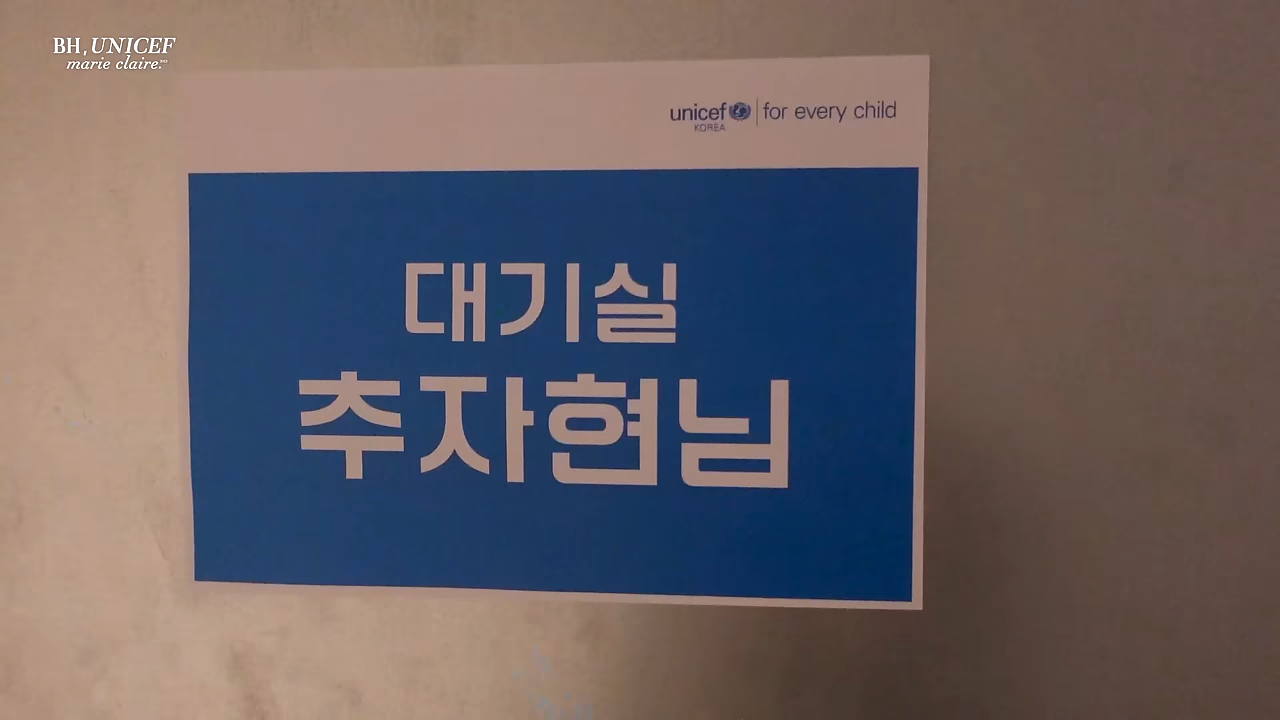 BH, UNICEF
marie claire.
unicef for every child
KOREA
대기실
추자현님